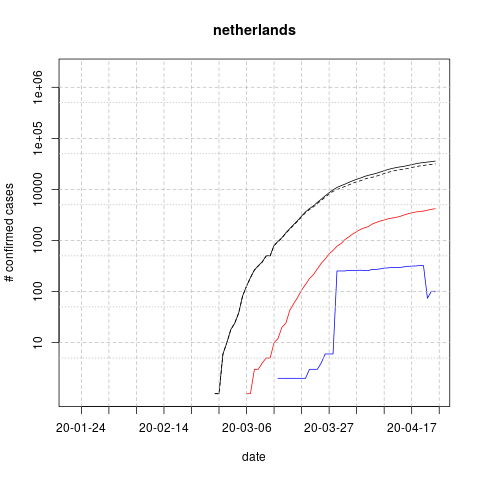 netherlands
# confirmed cases
1e+06
1e+05
10000
1000
100
10
20-01-24
20-02-14
20-03-06
20-03-27
20-04-17
date